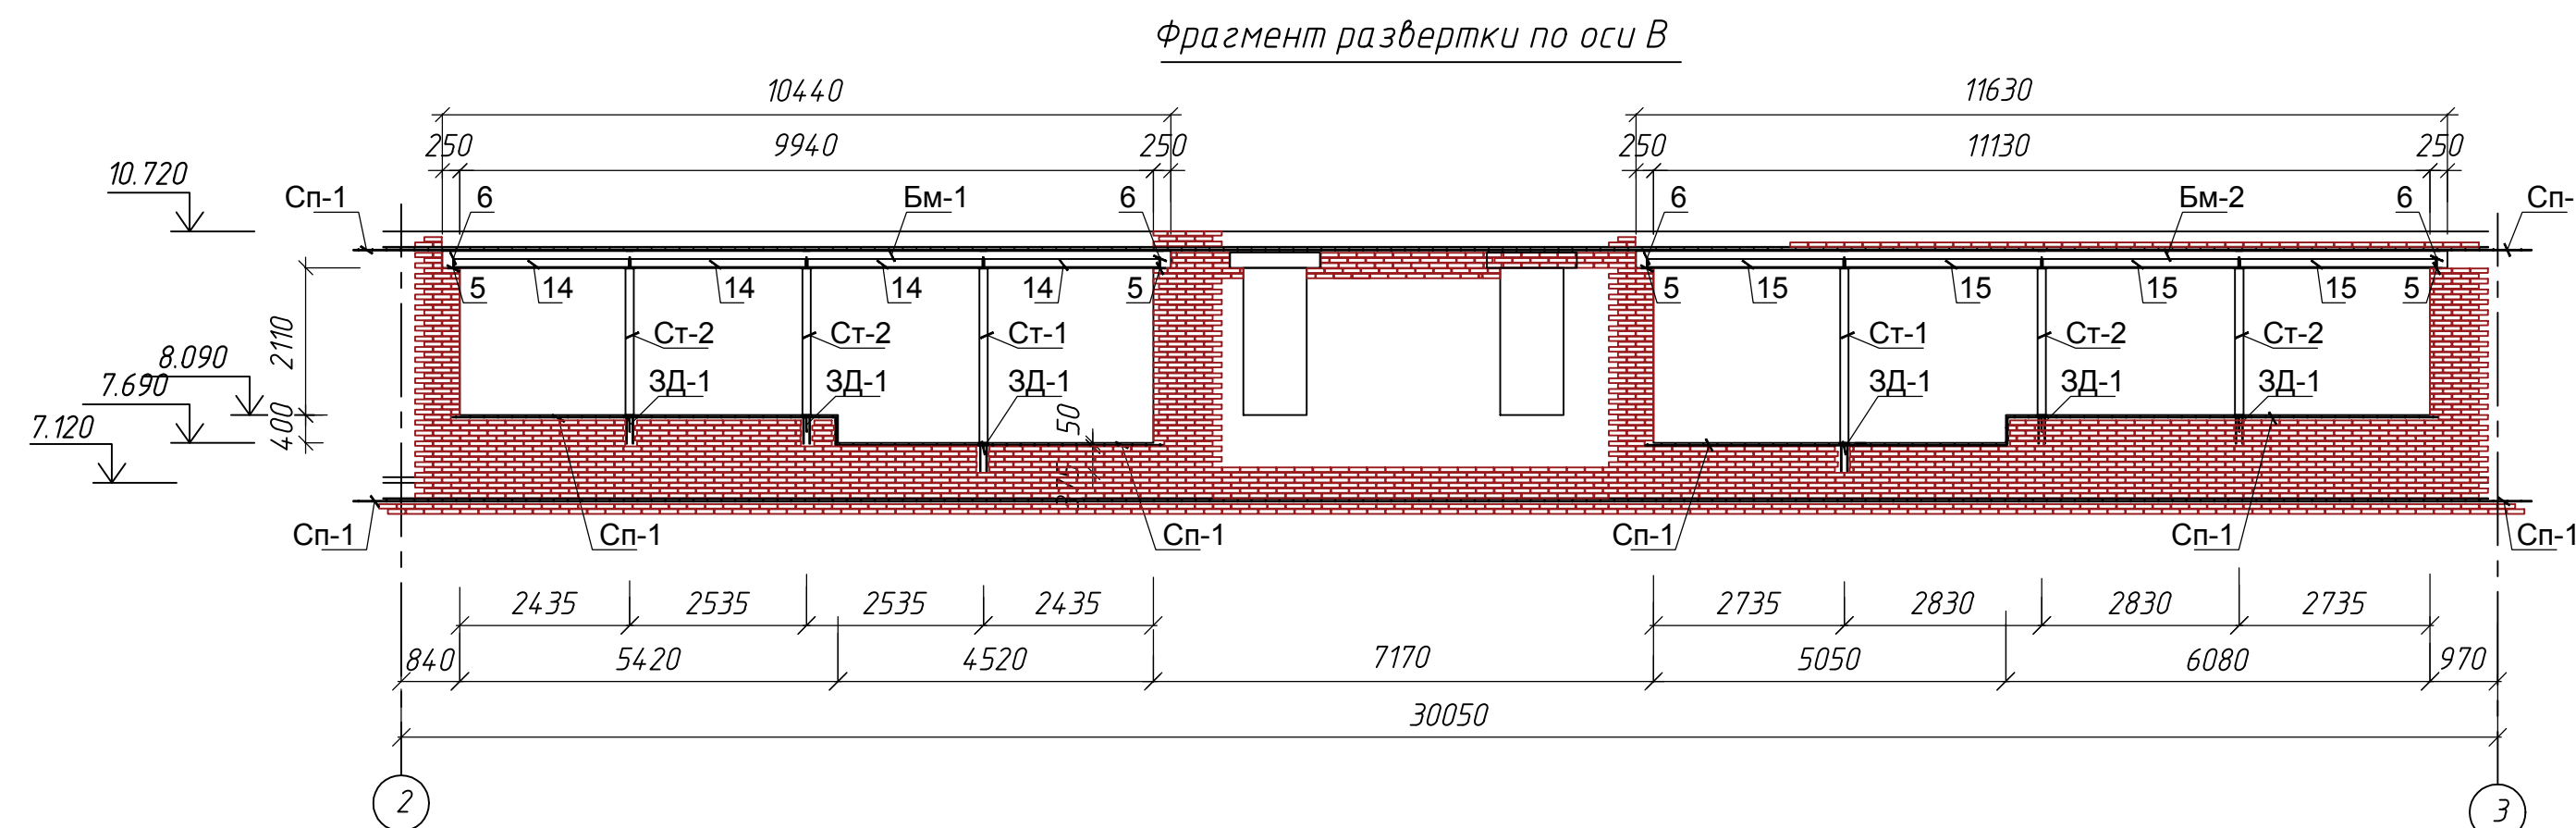 Фрагмент развертки по оси В
10440
11630
250
9940
250
250
11130
250
10.720
Сп-1
6
Бм-1
6
6
Бм-2
6
Сп-
5
14
14
14
14
5
5
15
15
15
15
5
2110
Ст-2
Ст-2
Ст-1
Ст-1
Ст-2
Ст-2
8.090
7.690
ЗД-1
ЗД-1
ЗД-1
ЗД-1
ЗД-1
ЗД-1
7.120
400
50
Сп-1
Сп-1
Сп-1
Сп-1
Сп-1
Сп-1
2435
2535
2535
2435
2735
2830
2830
2735
840
5420
4520
7170
5050
6080
970
30050
2
3